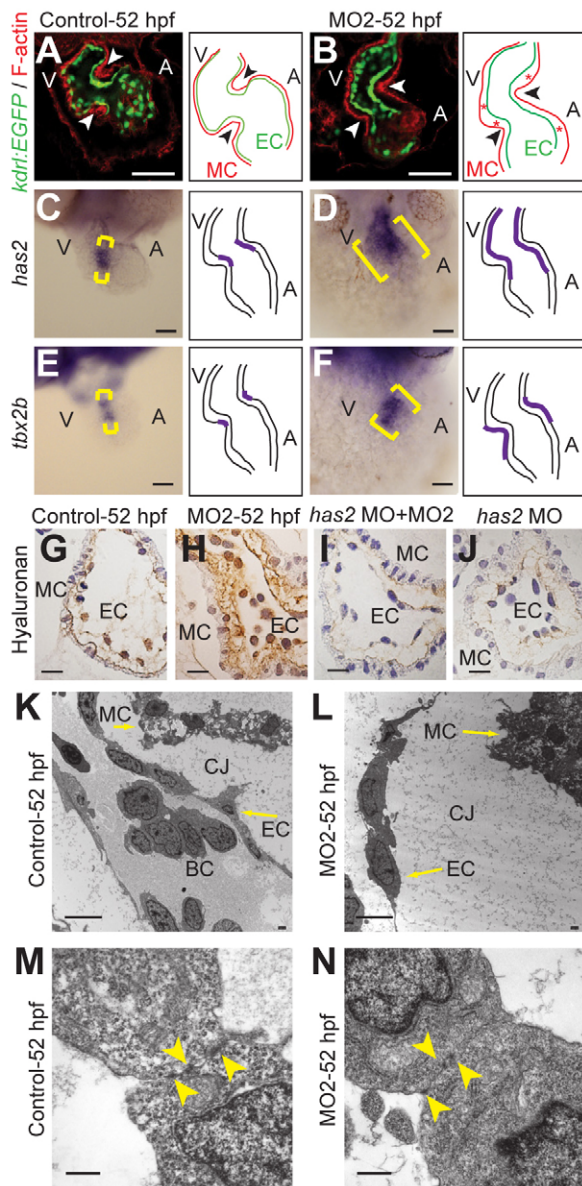 Control-52 hpf MO2-52 hpf
kdrl:EGFP / F-actin
A V A
EC
MC
B V A
V A
EC
MC
* * * *
has2
C V A
V A
D V A
V A
tbx2b
E V A
V A
F V A
V A
Control-52 hpf MO2-52 hpf has2 MO+MO2 has2 MO
Hyaluronan
G MC EC
H MC EC
I MC EC
J EC MC
Control-52 hpf
K MC
CJ
EC
BC
MO2-52 hpf
L MC
CJ
EC
Control-52 hpf
M
MO2-52 hpf
N